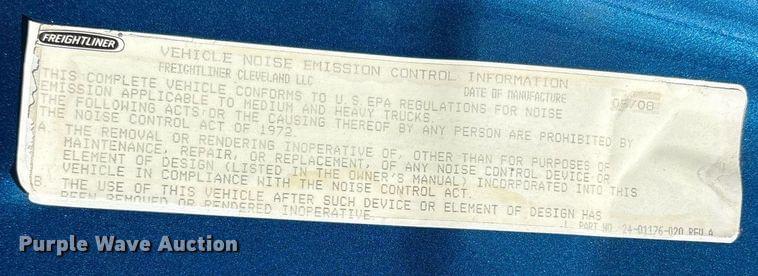 FREIGHTLINER
VEHICLE NOISE EMISSION CONTROL INFORMATION
FREIGHTLINER CLEVELAND LLC
DATE OF MANUFACTURE
THIS COMPLETE VEHICLE CONFORMS TO U.S.EPA REGULATIONS FOR NOISE
EMISSION APPLICABLE TO MEDIUM AND HEAVY TRUCKS.
THE FOLLOWING ACTS OR THE CAUSING THEREOF BY ANY PERSON ARE PROHIBITED BY
THE NOISE CONTROL ACT OF 1972.
A THE REMOVAL OR RENDERING INOPERATIVE OF, OTHER THAN FOR PURPOSES OF
MAINTENANCE, REPAIR, OR REPLACEMENT, OF ANY NOISE CONTROL DEVICE OR
ELEMENT OF DESIGN (LISTED IN THE OWNER'S MANUAL) INCORPORATED INTO THIS
VEHICLE IN COMPLIANCE WITH THE NOISE CONTROL ACT.
B THE USE OF THIS VEHICLE AFTER SUCH DEVICE OR ELEMENT OF DESIGN HAS
BEEN REMOVED OR RENDERED INOPERATIVE
PART NO. 24-01176-020 REV A
Purple Wave Auction